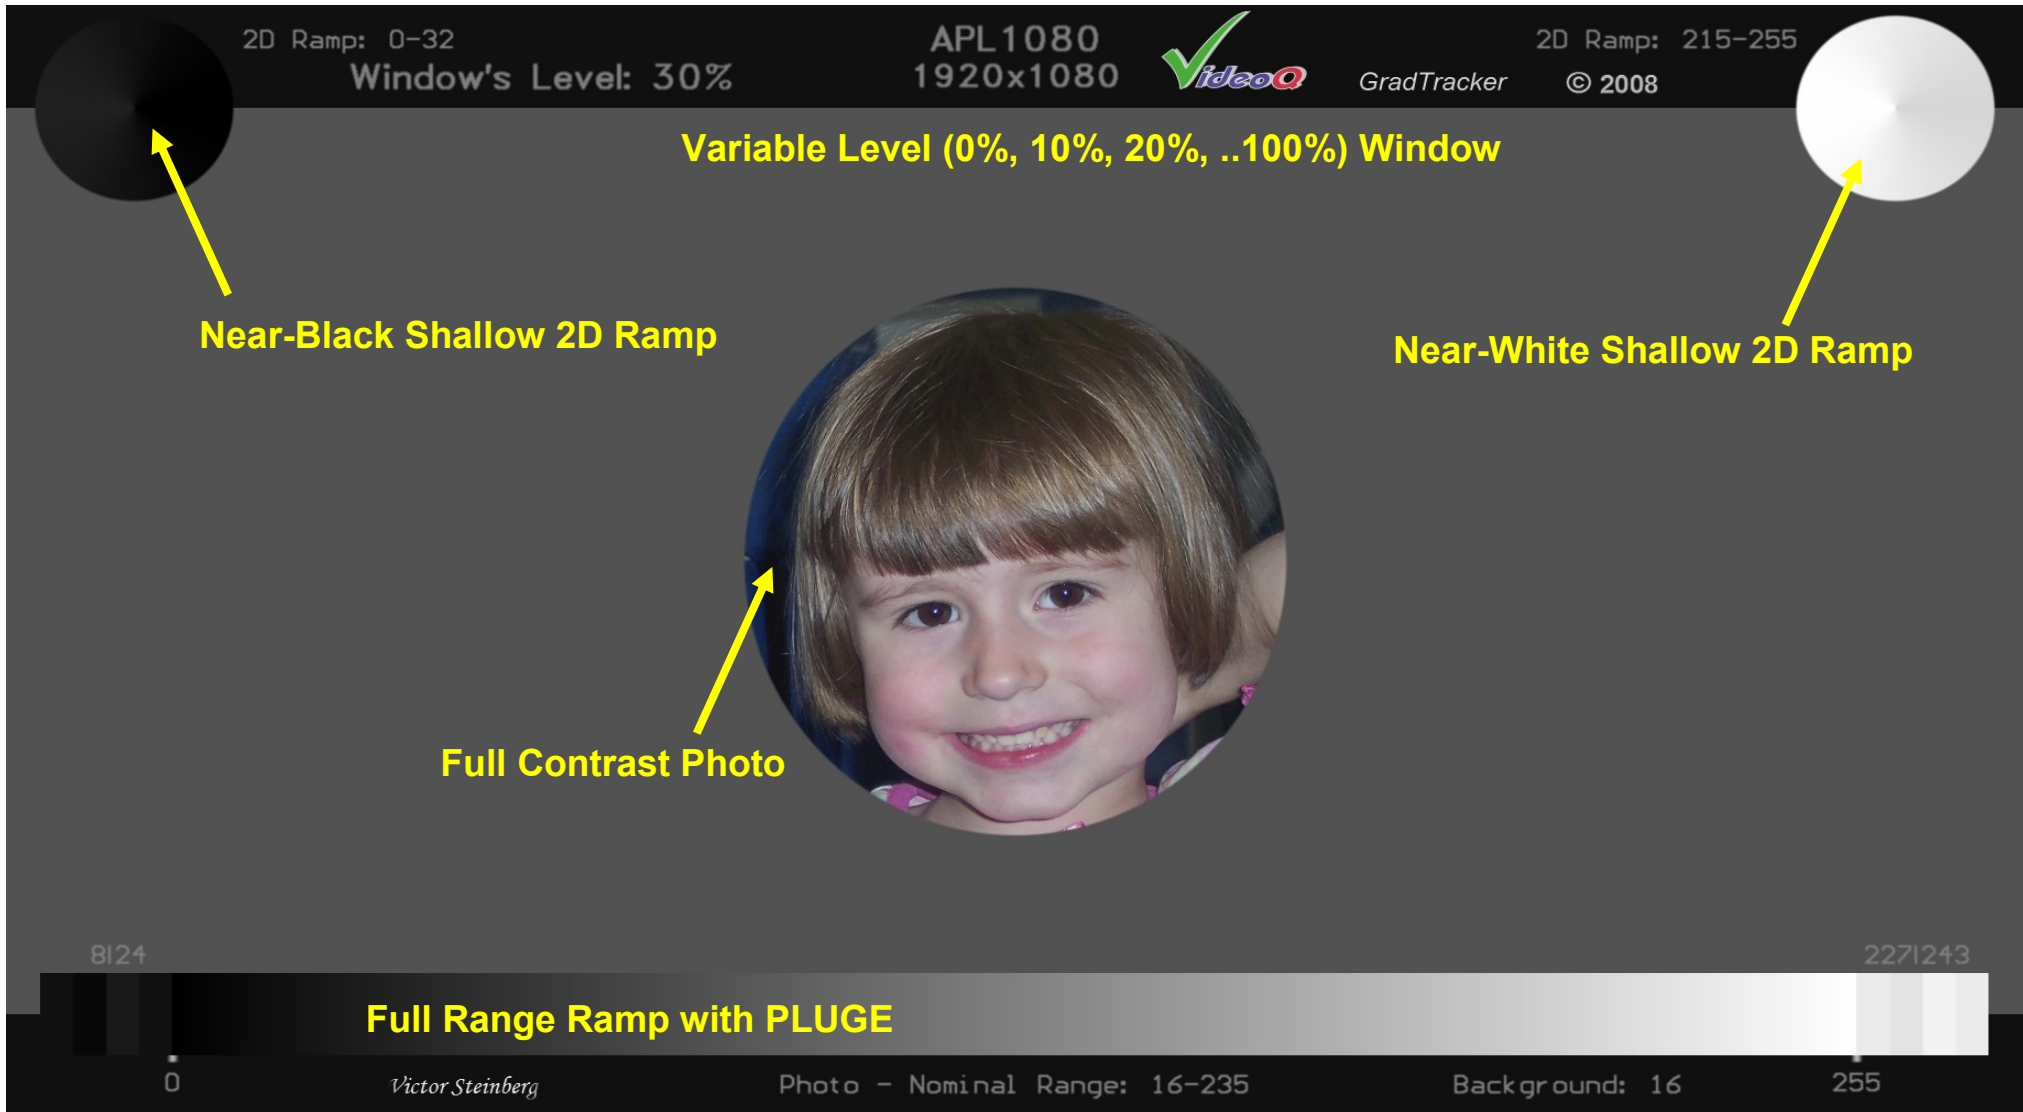 2D Ramp: 0-32
Window's Level: 30%
APL1080
1920x1080
VideoQ
GradTracker
© 2008
2D Ramp: 215-255
Variable Level (0%, 10%, 20%, ..100%) Window
Near-Black Shallow 2D Ramp
Near-White Shallow 2D Ramp
Full Contrast Photo
8|24
227|243
Full Range Ramp with PLUGE
0
Victor Steinberg
Photo - Nominal Range: 16-235
Background: 16
255